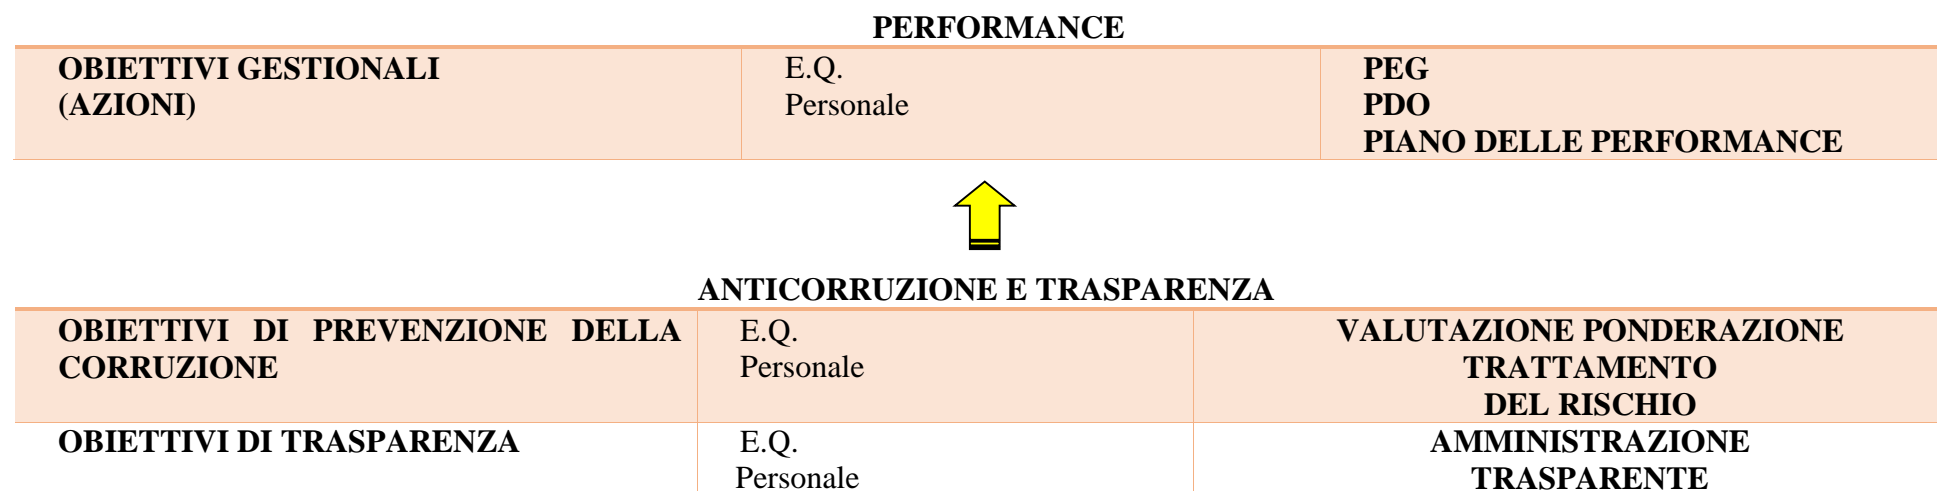 PERFORMANCE
OBIETTIVI GESTIONALI
(AZIONI)
E.Q.
Personale
PEG
PDO
PIANO DELLE PERFORMANCE
ANTICORRUZIONE E TRASPARENZA
OBIETTIVI DI PREVENZIONE DELLA
CORRUZIONE
E.Q.
Personale
VALUTAZIONE PONDERAZIONE
TRATTAMENTO
DEL RISCHIO
OBIETTIVI DI TRASPARENZA
E.Q.
Personale
AMMINISTRAZIONE
TRASPARENTE